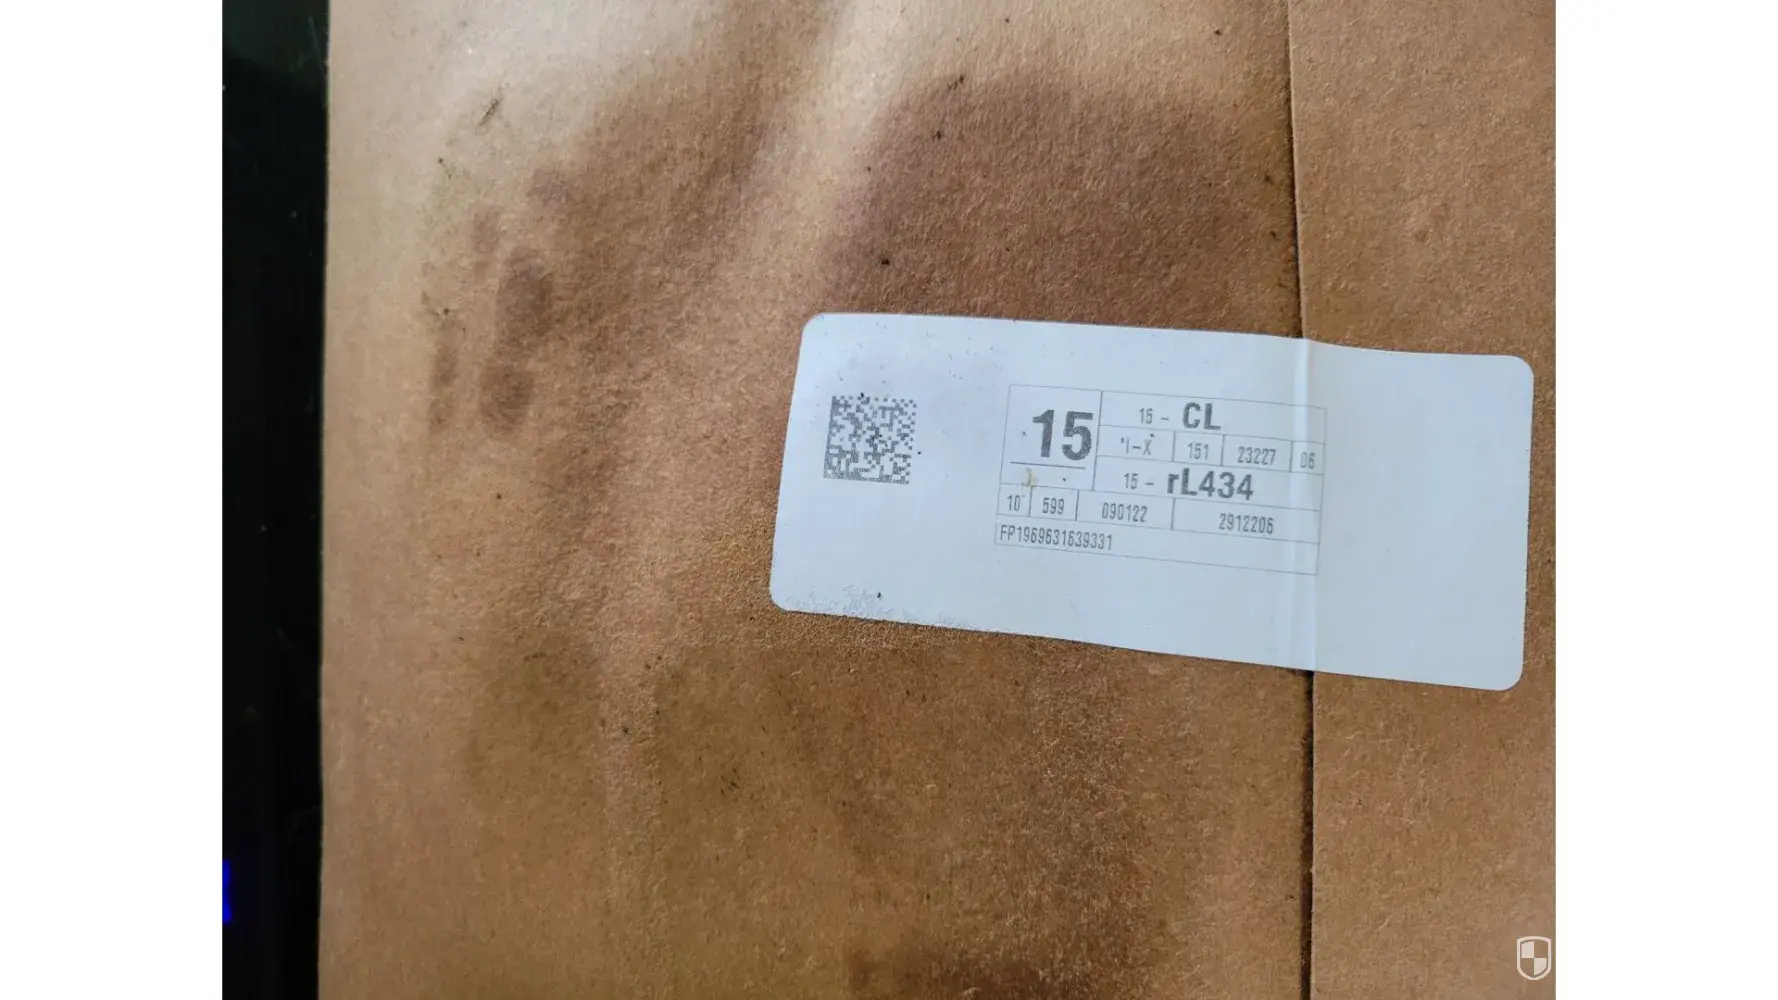 15
15 - CL
"I-X" 151 23227 06
15 - rL434
10 599 090122 2912206
FP1969631639331